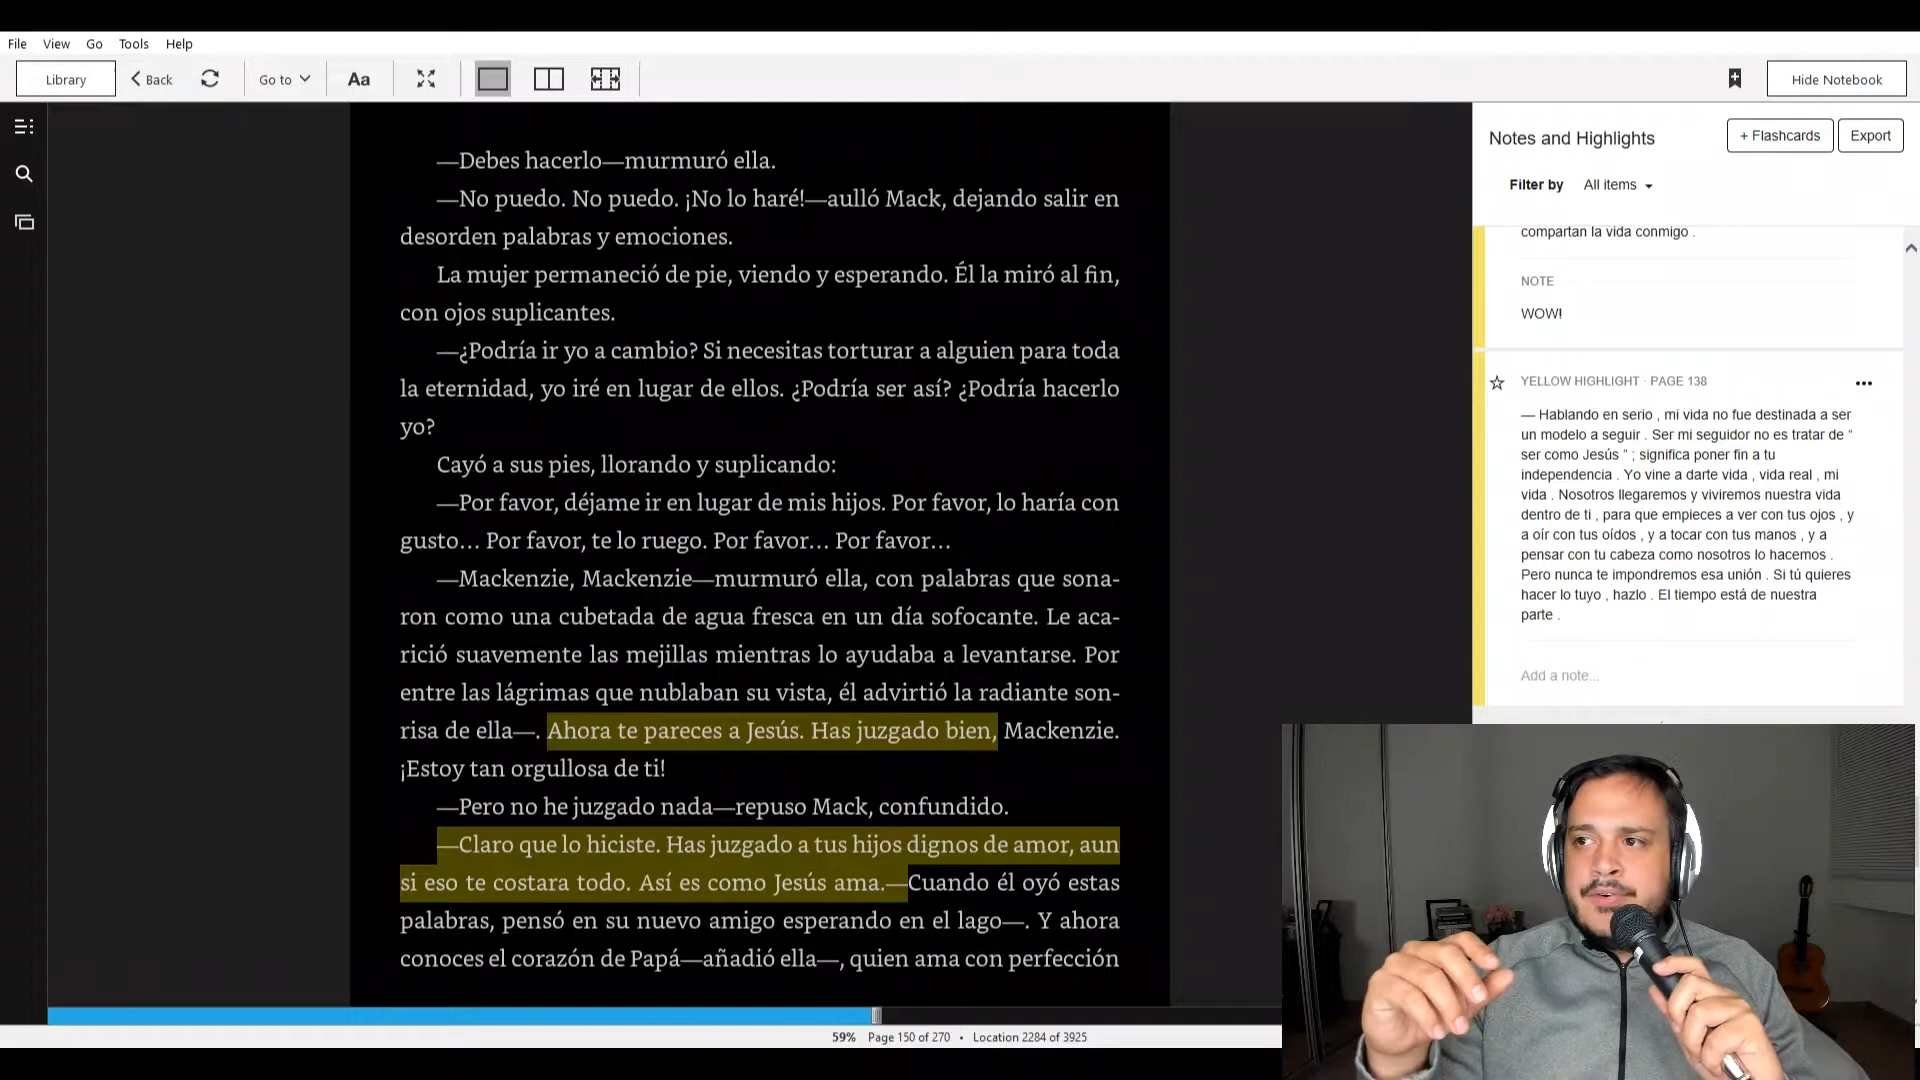 File View Go Tools Help
Library Back Go to Aa Hide Notebook
—Debes hacerlo—murmuró ella.
—No puedo. No puedo. ¡No lo haré!—aulló Mack, dejando salir en
desorden palabras y emociones.
La mujer permaneció de pie, viendo y esperando. Él la miró al fin,
con ojos suplicantes.
—¿Podría ir yo a cambio? Si necesitas torturar a alguien para toda
la eternidad, yo iré en lugar de ellos. ¿Podría ser así? ¿Podría hacerlo
yo?
Cayó a sus pies, llorando y suplicando:
—Por favor, déjame ir en lugar de mis hijos. Por favor, lo haría con
gusto… Por favor, te lo ruego. Por favor… Por favor…
—Mackenzie, Mackenzie—murmuró ella, con palabras que sona-
ron como una cubetada de agua fresca en un día sofocante. Le aca-
rició suavemente las mejillas mientras lo ayudaba a levantarse. Por
entre las lágrimas que nublaban su vista, él advirtió la radiante son-
risa de ella—. Ahora te pareces a Jesús. Has juzgado bien, Mackenzie.
¡Estoy tan orgullosa de ti!
—Pero no he juzgado nada—repuso Mack, confundido.
—Claro que lo hiciste. Has juzgado a tus hijos dignos de amor, aun
si eso te costara todo. Así es como Jesús ama.—Cuando él oyó estas
palabras, pensó en su nuevo amigo esperando en el lago—. Y ahora
conoces el corazón de Papá—añadió ella—, quien ama con perfección
59% Page 150 of 270 • Location 2284 of 3925
Notes and Highlights + Flashcards Export
Filter by All items
compartan la vida conmigo .
NOTE
WOW!
YELLOW HIGHLIGHT · PAGE 138
— Hablando en serio , mi vida no fue destinada a ser
un modelo a seguir . Ser mi seguidor no es tratar de “
ser como Jesús ” ; significa poner fin a tu
independencia . Yo vine a darte vida , vida real , mi
vida . Nosotros llegaremos y viviremos nuestra vida
dentro de ti , para que empieces a ver con tus ojos , y
a oír con tus oídos , y a tocar con tus manos , y a
pensar con tu cabeza como nosotros lo hacemos .
Pero nunca te impondremos esa unión . Si tú quieres
hacer lo tuyo , hazlo . El tiempo está de nuestra
parte .
Add a note...